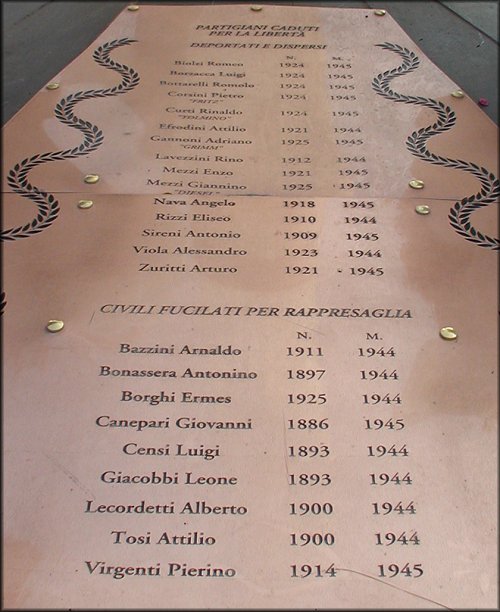 PARTIGIANI CADUTI
PER LA LIBERTÀ
DEPORTATI E DISPERSI
N. M.
Biolzi Romeo 1924 1945
Borzacca Luigi 1924 1945
Bottarelli Romolo 1924 1945
Corsini Pietro 1924 1945
"FRITZ"
Curti Rinaldo 1924 1945
"TOLMINO"
Efrodini Attilio 1921 1944
Gannoni Adriano 1925 1945
"GRIMM"
Lavezzini Rino 1912 1944
Mezzi Enzo 1921 1945
Mezzi Giannino 1925 1945
"DIESEL"
Nava Angelo 1918 1945
Rizzi Eliseo 1910 1944
Sireni Antonio 1909 1945
Viola Alessandro 1923 1944
Zuritti Arturo 1921 1945
CIVILI FUCILATI PER RAPPRESAGLIA
N. M.
Bazzini Arnaldo 1911 1944
Bonassera Antonino 1897 1944
Borghi Ermes 1925 1944
Canepari Giovanni 1886 1945
Censi Luigi 1893 1944
Giacobbi Leone 1893 1944
Lecordetti Alberto 1900 1944
Tosi Attilio 1900 1944
Virgenti Pierino 1914 1945